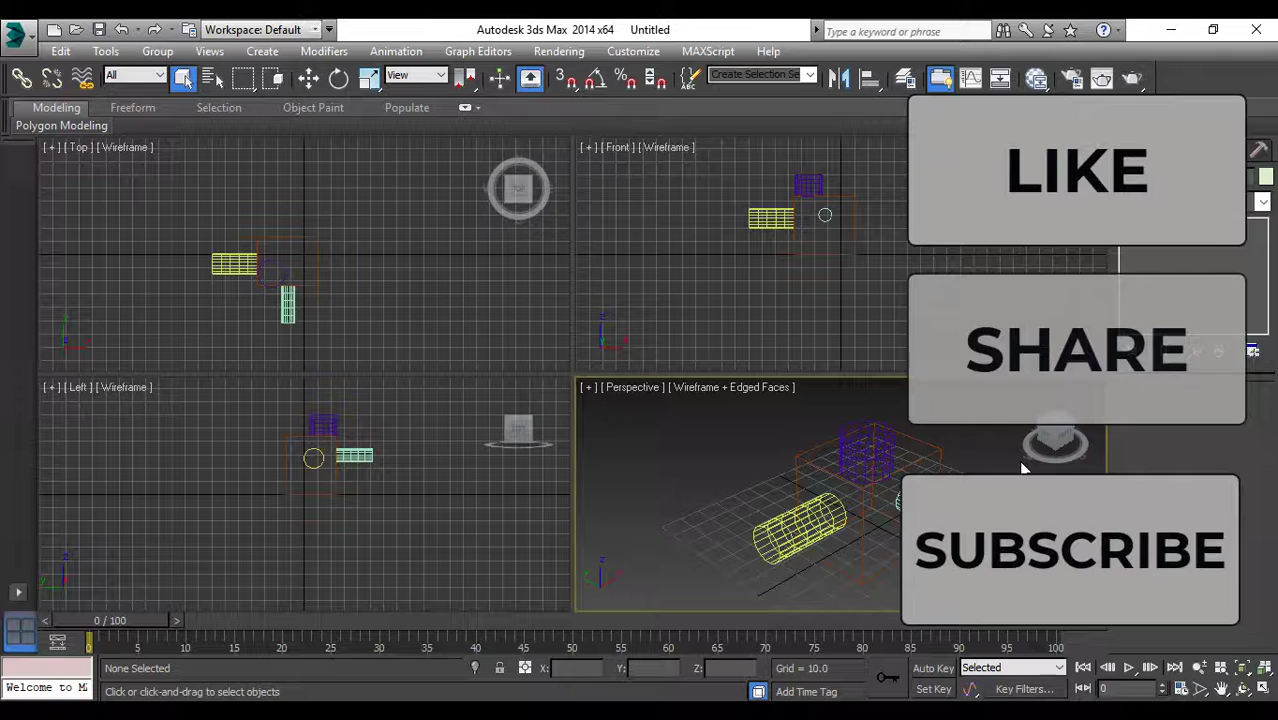 Workspace: Default
Autodesk 3ds Max 2014 x64 Untitled
Type a keyword or phrase
Edit Tools Group Views Create Modifiers Animation Graph Editors Rendering Customize MAXScript Help
All
View
Create Selection Se
Modeling Freeform Selection Object Paint Populate
Polygon Modeling
[ + ] [ Top ] [ Wireframe ]
[ + ] [ Front ] [ Wireframe ]
LIKE
SHARE
[ + ] [ Left ] [ Wireframe ]
[ + ] [ Perspective ] [ Wireframe + Edged Faces ]
SUBSCRIBE
0 / 100
0 5 10 15 20 25 30 35 40 45 50 55 60 65 70 75 80 85 90 95 100
None Selected X: Y: Z: Grid = 10.0 Auto Key Selected
Welcome to M
Click or click-and-drag to select objects Add Time Tag Set Key Key Filters... 0